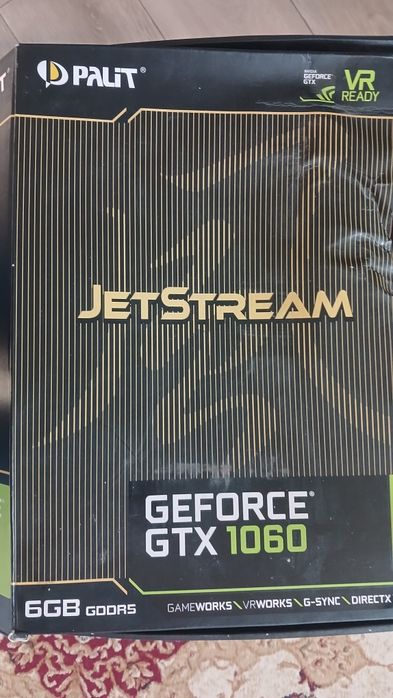 PALIT®
NVIDIA
GEFORCE
GTX
VR
READY
JETSTREAM
GEFORCE®
GTX 1060
6GB GDDR5
GAMEWORKS \ VRWORKS \ G-SYNC \ DIRECTX